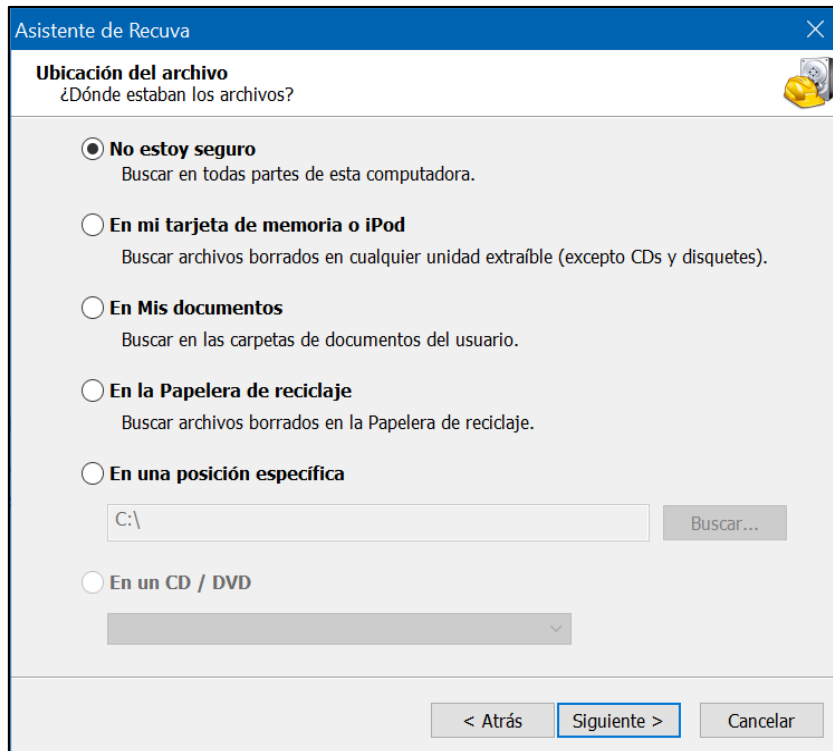 Asistente de Recuva
Ubicación del archivo
¿Dónde estaban los archivos?
No estoy seguro
Buscar en todas partes de esta computadora.
En mi tarjeta de memoria o iPod
Buscar archivos borrados en cualquier unidad extraíble (excepto CDs y disquetes).
En Mis documentos
Buscar en las carpetas de documentos del usuario.
En la Papelera de reciclaje
Buscar archivos borrados en la Papelera de reciclaje.
En una posición específica
C:\
Buscar...
En un CD / DVD
< Atrás
Siguiente >
Cancelar